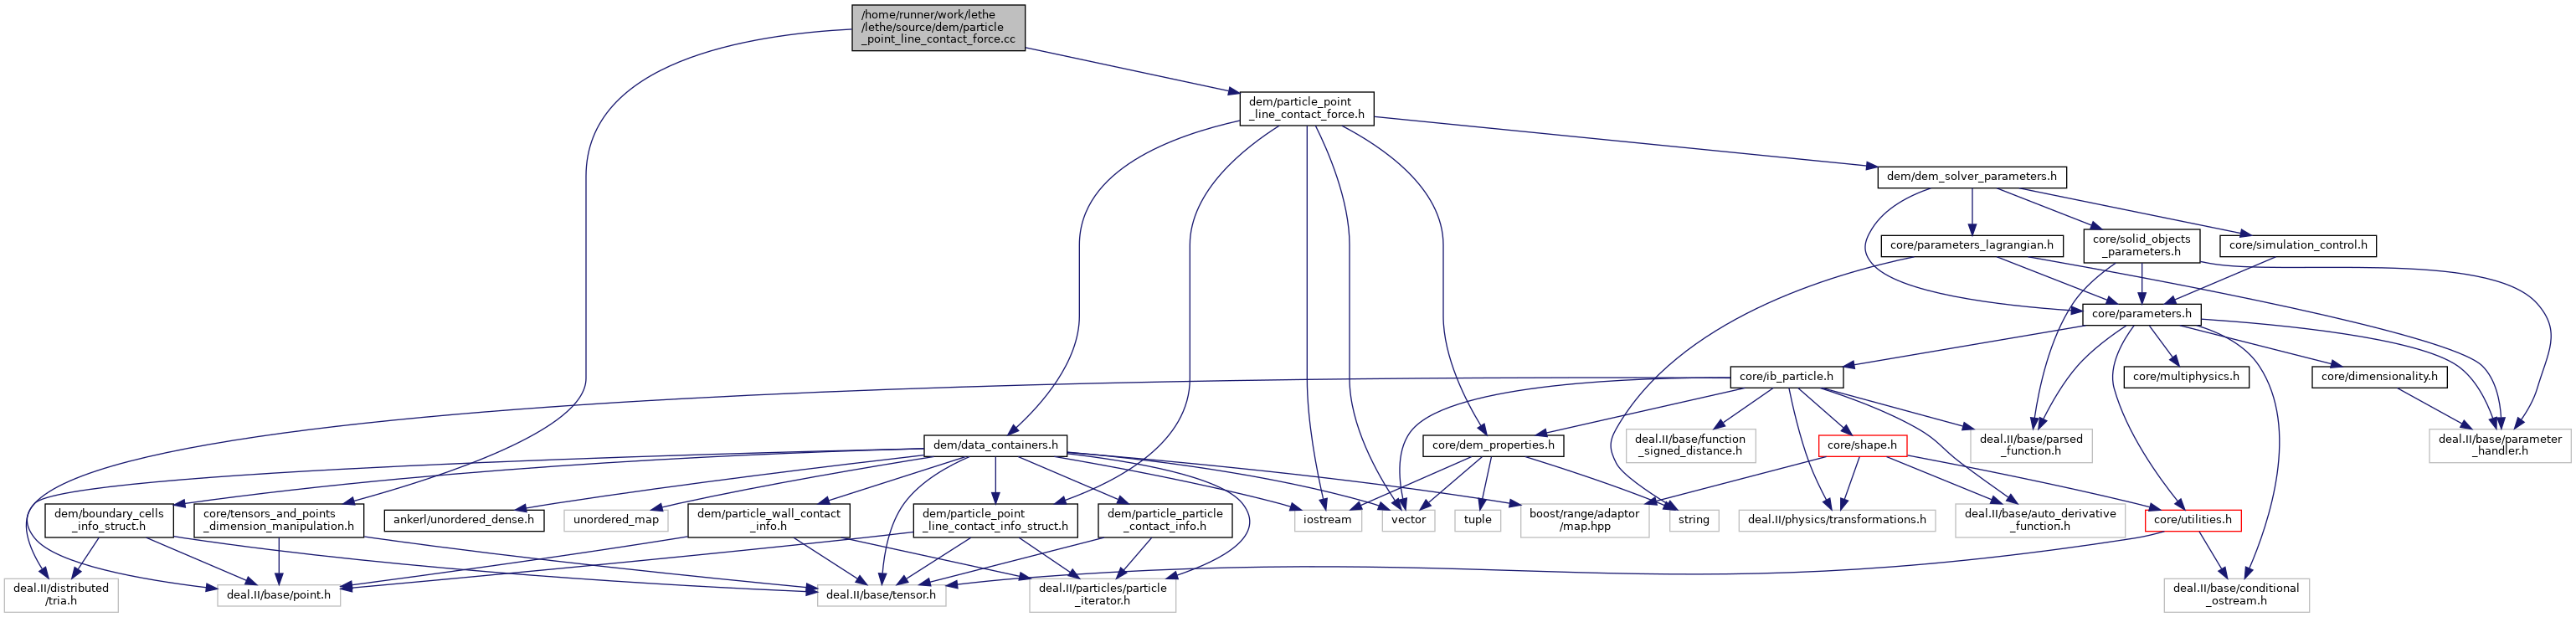 /home/runner/work/lethe
/lethe/source/dem/particle
_point_line_contact_force.cc
dem/particle_point
_line_contact_force.h
dem/dem_solver_parameters.h
core/parameters_lagrangian.h
core/solid_objects
_parameters.h
core/simulation_control.h
core/parameters.h
core/ib_particle.h
core/multiphysics.h
core/dimensionality.h
dem/data_containers.h
core/dem_properties.h
deal.II/base/function
_signed_distance.h
core/shape.h
deal.II/base/parsed
_function.h
deal.II/base/parameter
_handler.h
dem/boundary_cells
_info_struct.h
core/tensors_and_points
_dimension_manipulation.h
ankerl/unordered_dense.h
unordered_map
dem/particle_wall_contact
_info.h
dem/particle_point
_line_contact_info_struct.h
dem/particle_particle
_contact_info.h
iostream
vector
tuple
boost/range/adaptor
/map.hpp
string
deal.II/physics/transformations.h
deal.II/base/auto_derivative
_function.h
core/utilities.h
deal.II/distributed
/tria.h
deal.II/base/point.h
deal.II/base/tensor.h
deal.II/particles/particle
_iterator.h
deal.II/base/conditional
_ostream.h